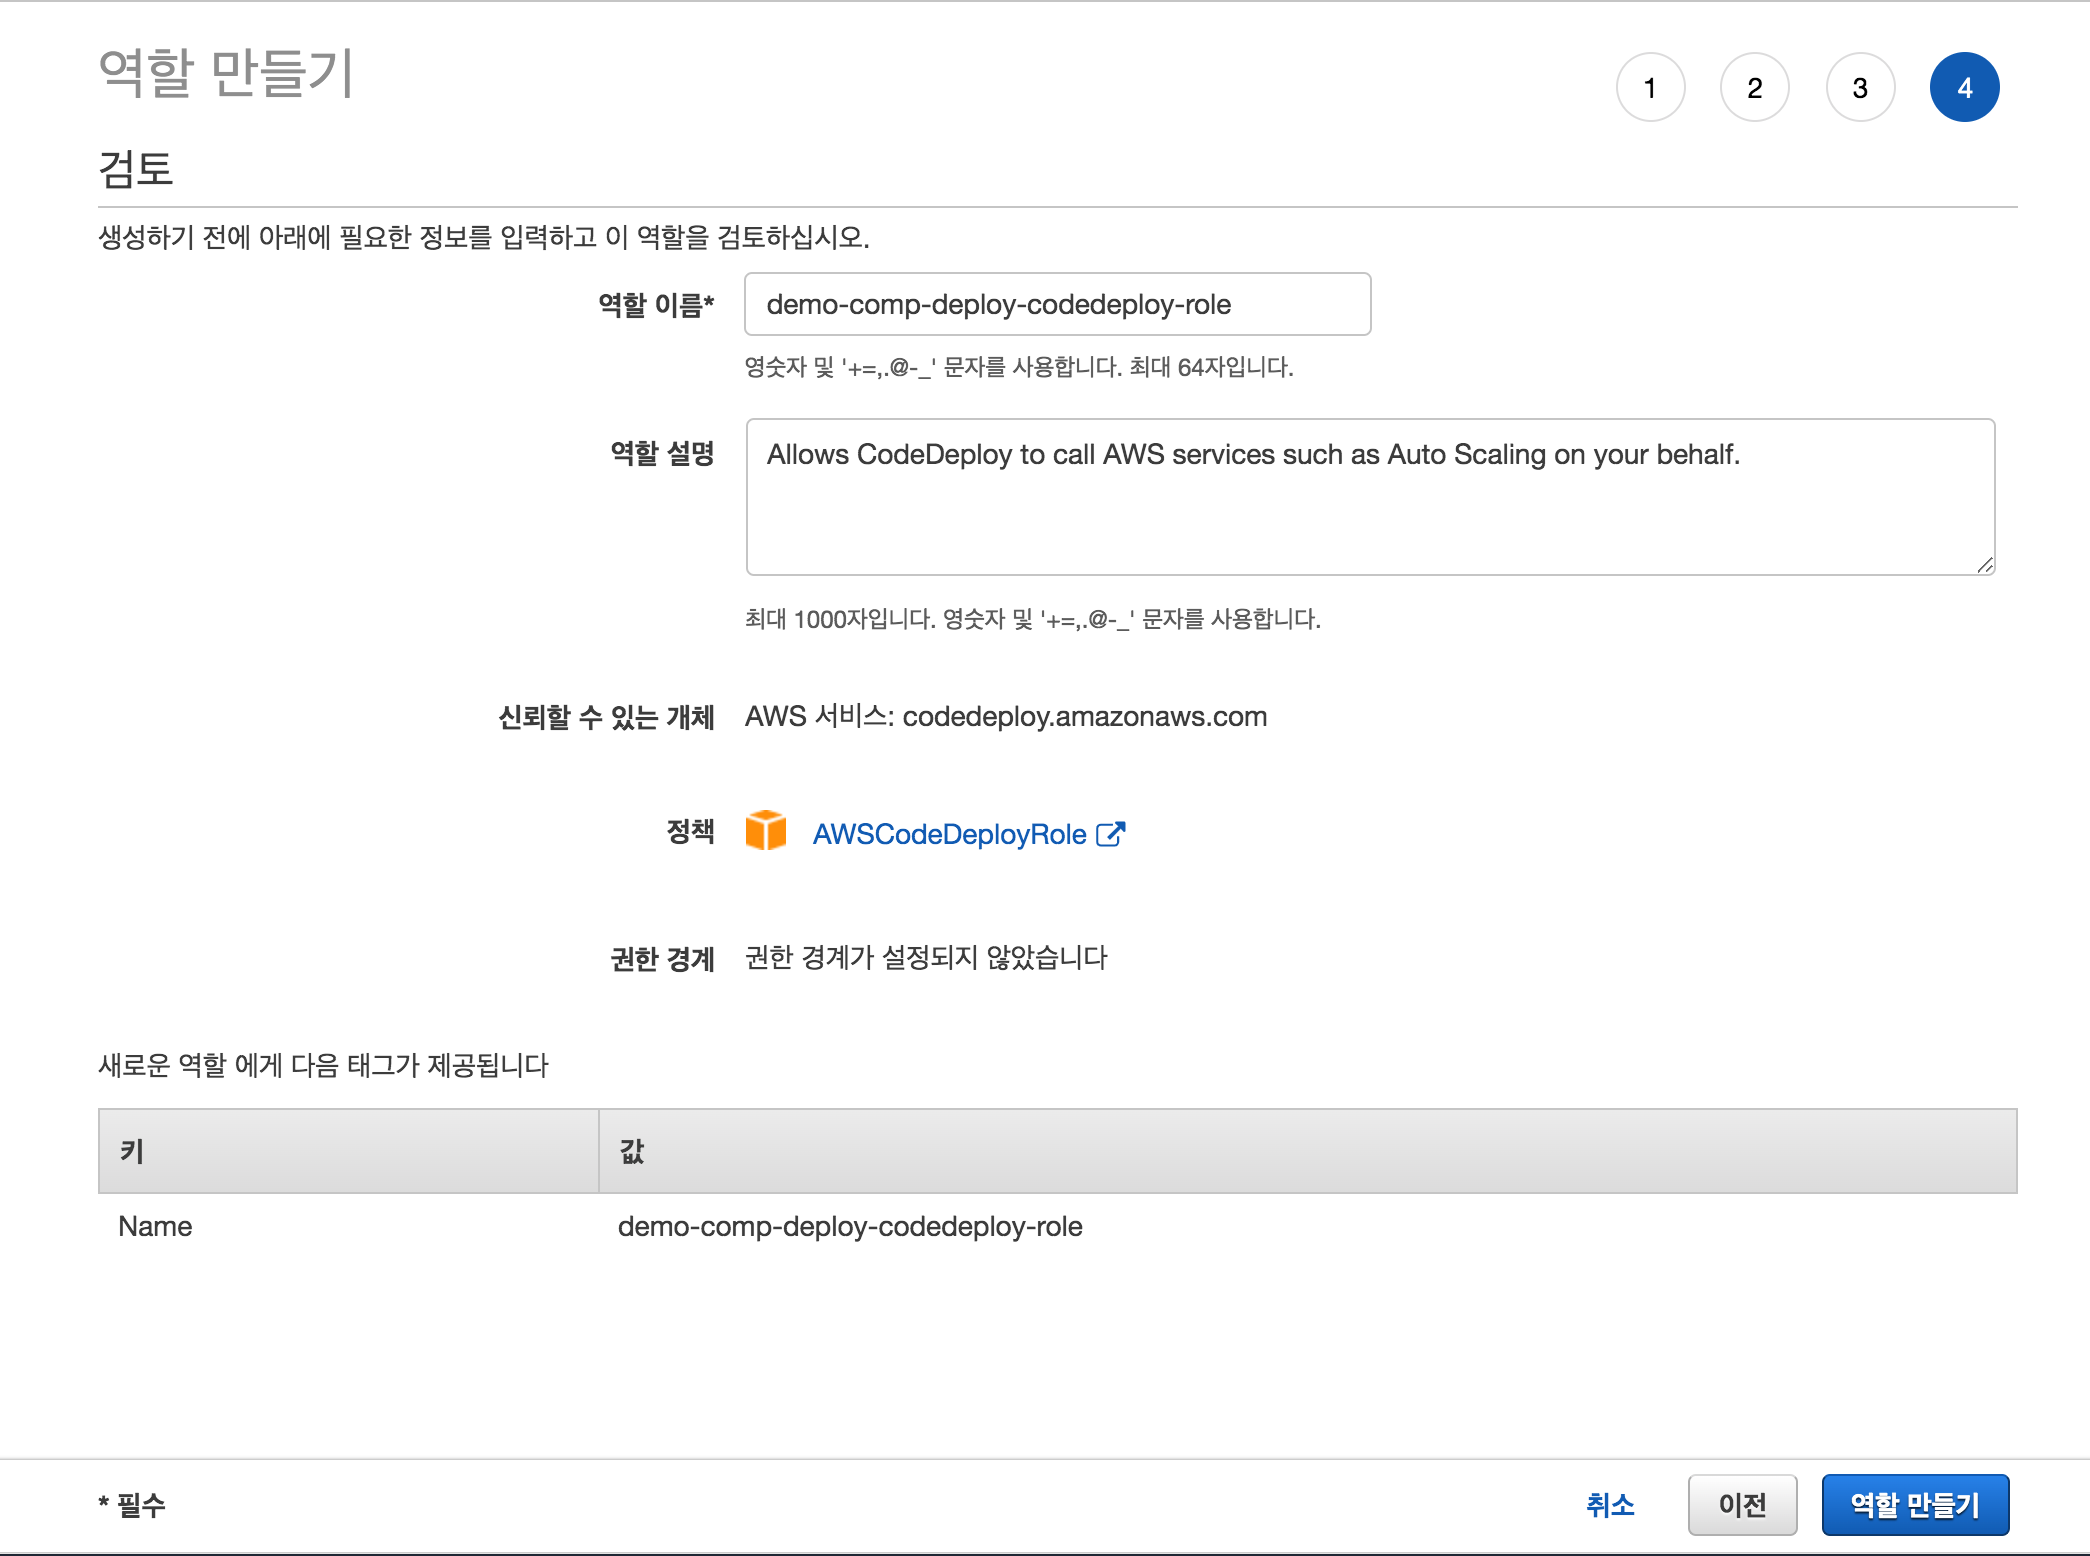 역할 만들기
1 2 3 4
검토
생성하기 전에 아래에 필요한 정보를 입력하고 이 역할을 검토하십시오.
역할 이름* demo-comp-deploy-codedeploy-role
영숫자 및 '+=,.@-_' 문자를 사용합니다. 최대 64자입니다.
역할 설명 Allows CodeDeploy to call AWS services such as Auto Scaling on your behalf.
최대 1000자입니다. 영숫자 및 '+=,.@-_' 문자를 사용합니다.
신뢰할 수 있는 개체 AWS 서비스: codedeploy.amazonaws.com
정책 AWSCodeDeployRole
권한 경계 권한 경계가 설정되지 않았습니다
새로운 역할 에게 다음 태그가 제공됩니다
키 값
Name demo-comp-deploy-codedeploy-role
* 필수 취소 이전 역할 만들기